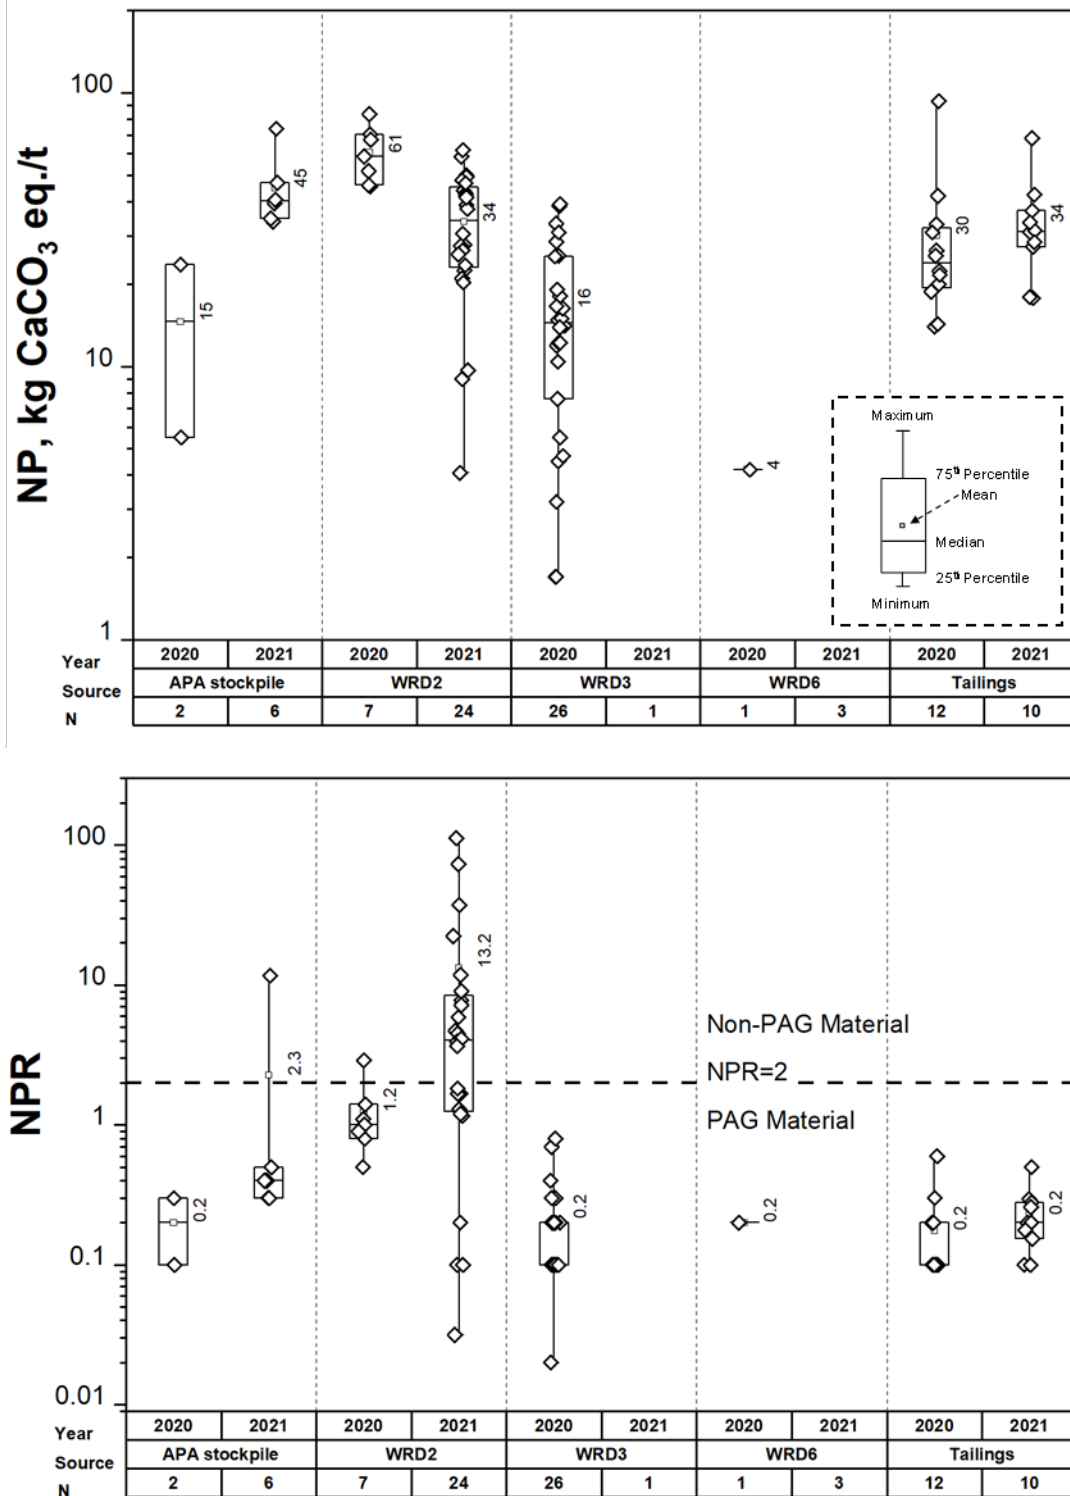 NP, kg CaCO₃ eq./t
100
10
1
15
45
61
34
16
4
30
34
Maximum
75th Percentile
Mean
Median
25th Percentile
Minimum
Year 2020 2021 2020 2021 2020 2021 2020 2021 2020 2021
Source APA stockpile WRD2 WRD3 WRD6 Tailings
N 2 6 7 24 26 1 1 3 12 10
NPR
100
10
1
0.1
0.01
0.2
2.3
1.2
13.2
0.2
0.2
0.2
0.2
Non-PAG Material
NPR=2
PAG Material
Year 2020 2021 2020 2021 2020 2021 2020 2021 2020 2021
Source APA stockpile WRD2 WRD3 WRD6 Tailings
N 2 6 7 24 26 1 1 3 12 10